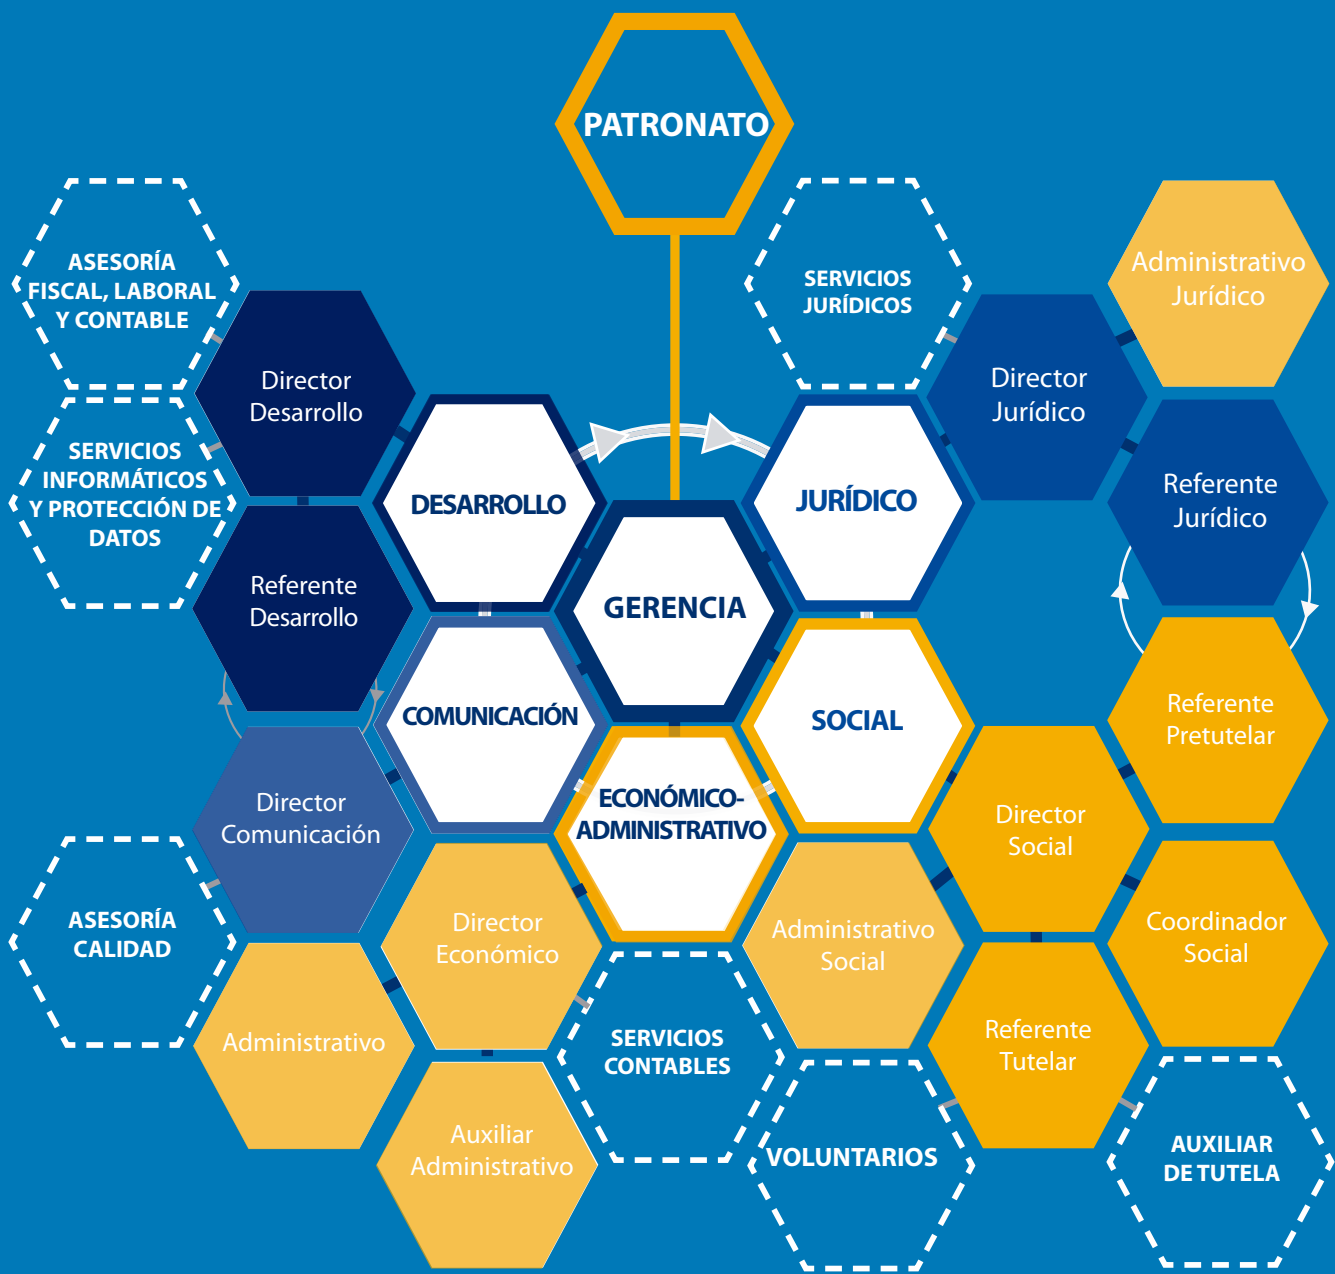 PATRONATO
ASESORÍA
FISCAL, LABORAL
Y CONTABLE
SERVICIOS
JURÍDICOS
Administrativo
Jurídico
Director
Desarrollo
Director
Jurídico
SERVICIOS
INFORMÁTICOS
Y PROTECCIÓN DE
DATOS
DESARROLLO
JURÍDICO
Referente
Jurídico
Referente
Desarrollo
GERENCIA
COMUNICACIÓN
SOCIAL
Referente
Pretutelar
Director
Comunicación
ECONÓMICO-
ADMINISTRATIVO
Director
Social
ASESORÍA
CALIDAD
Director
Económico
Administrativo
Social
Coordinador
Social
Administrativo
SERVICIOS
CONTABLES
Referente
Tutelar
Auxiliar
Administrativo
VOLUNTARIOS
AUXILIAR
DE TUTELA